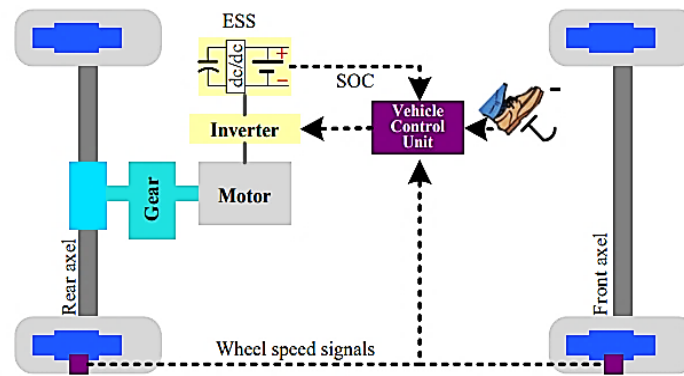 ESS
dc/dc
+
−
SOC
Vehicle
Control
Unit
Inverter
Motor
Gear
Rear axel
Front axel
Wheel speed signals